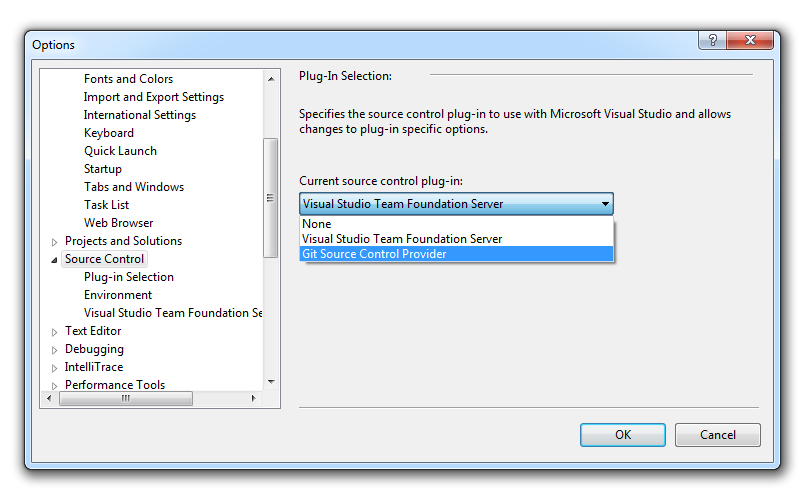 Options
?
Fonts and Colors
Import and Export Settings
International Settings
Keyboard
Quick Launch
Startup
Tabs and Windows
Task List
Web Browser
Projects and Solutions
Source Control
Plug-in Selection
Environment
Visual Studio Team Foundation Se
Text Editor
Debugging
IntelliTrace
Performance Tools
Plug-In Selection:
Specifies the source control plug-in to use with Microsoft Visual Studio and allows
changes to plug-in specific options.
Current source control plug-in:
Visual Studio Team Foundation Server
None
Visual Studio Team Foundation Server
Git Source Control Provider
OK
Cancel